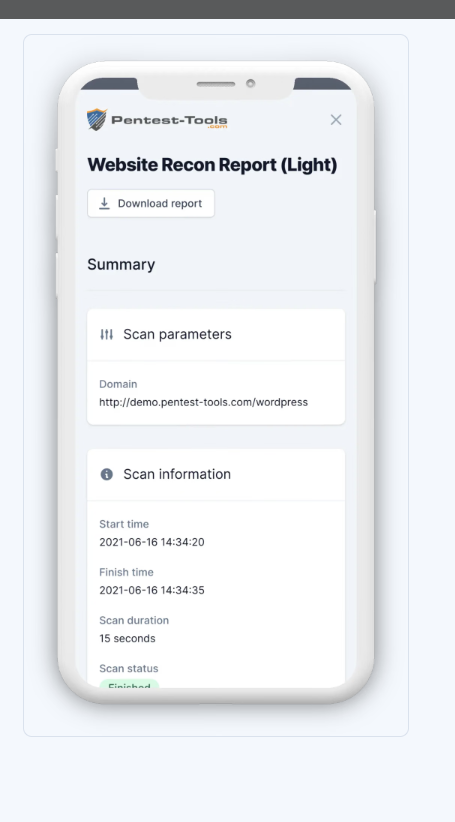 Pentest-Tools
.com
Website Recon Report (Light)
Download report
Summary
Scan parameters
Domain
http://demo.pentest-tools.com/wordpress
Scan information
Start time
2021-06-16 14:34:20
Finish time
2021-06-16 14:34:35
Scan duration
15 seconds
Scan status
Finished